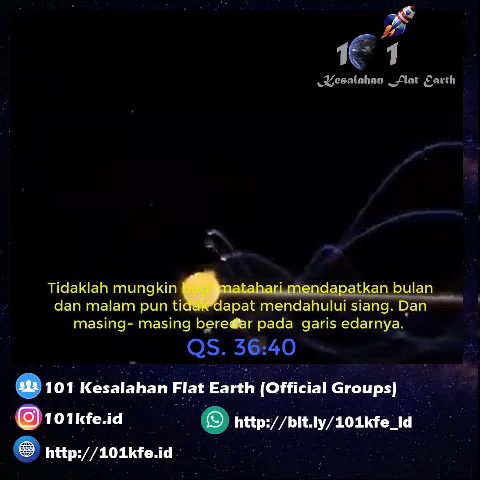 101
Kesalahan Flat Earth
Tidaklah mungkin bagi matahari mendapatkan bulan
dan malam pun tidak dapat mendahului siang. Dan
masing- masing beredar pada garis edarnya.
QS. 36:40
101 Kesalahan Flat Earth (Official Groups)
101kfe.id
http://bit.ly/101kfe_id
http://101kfe.id